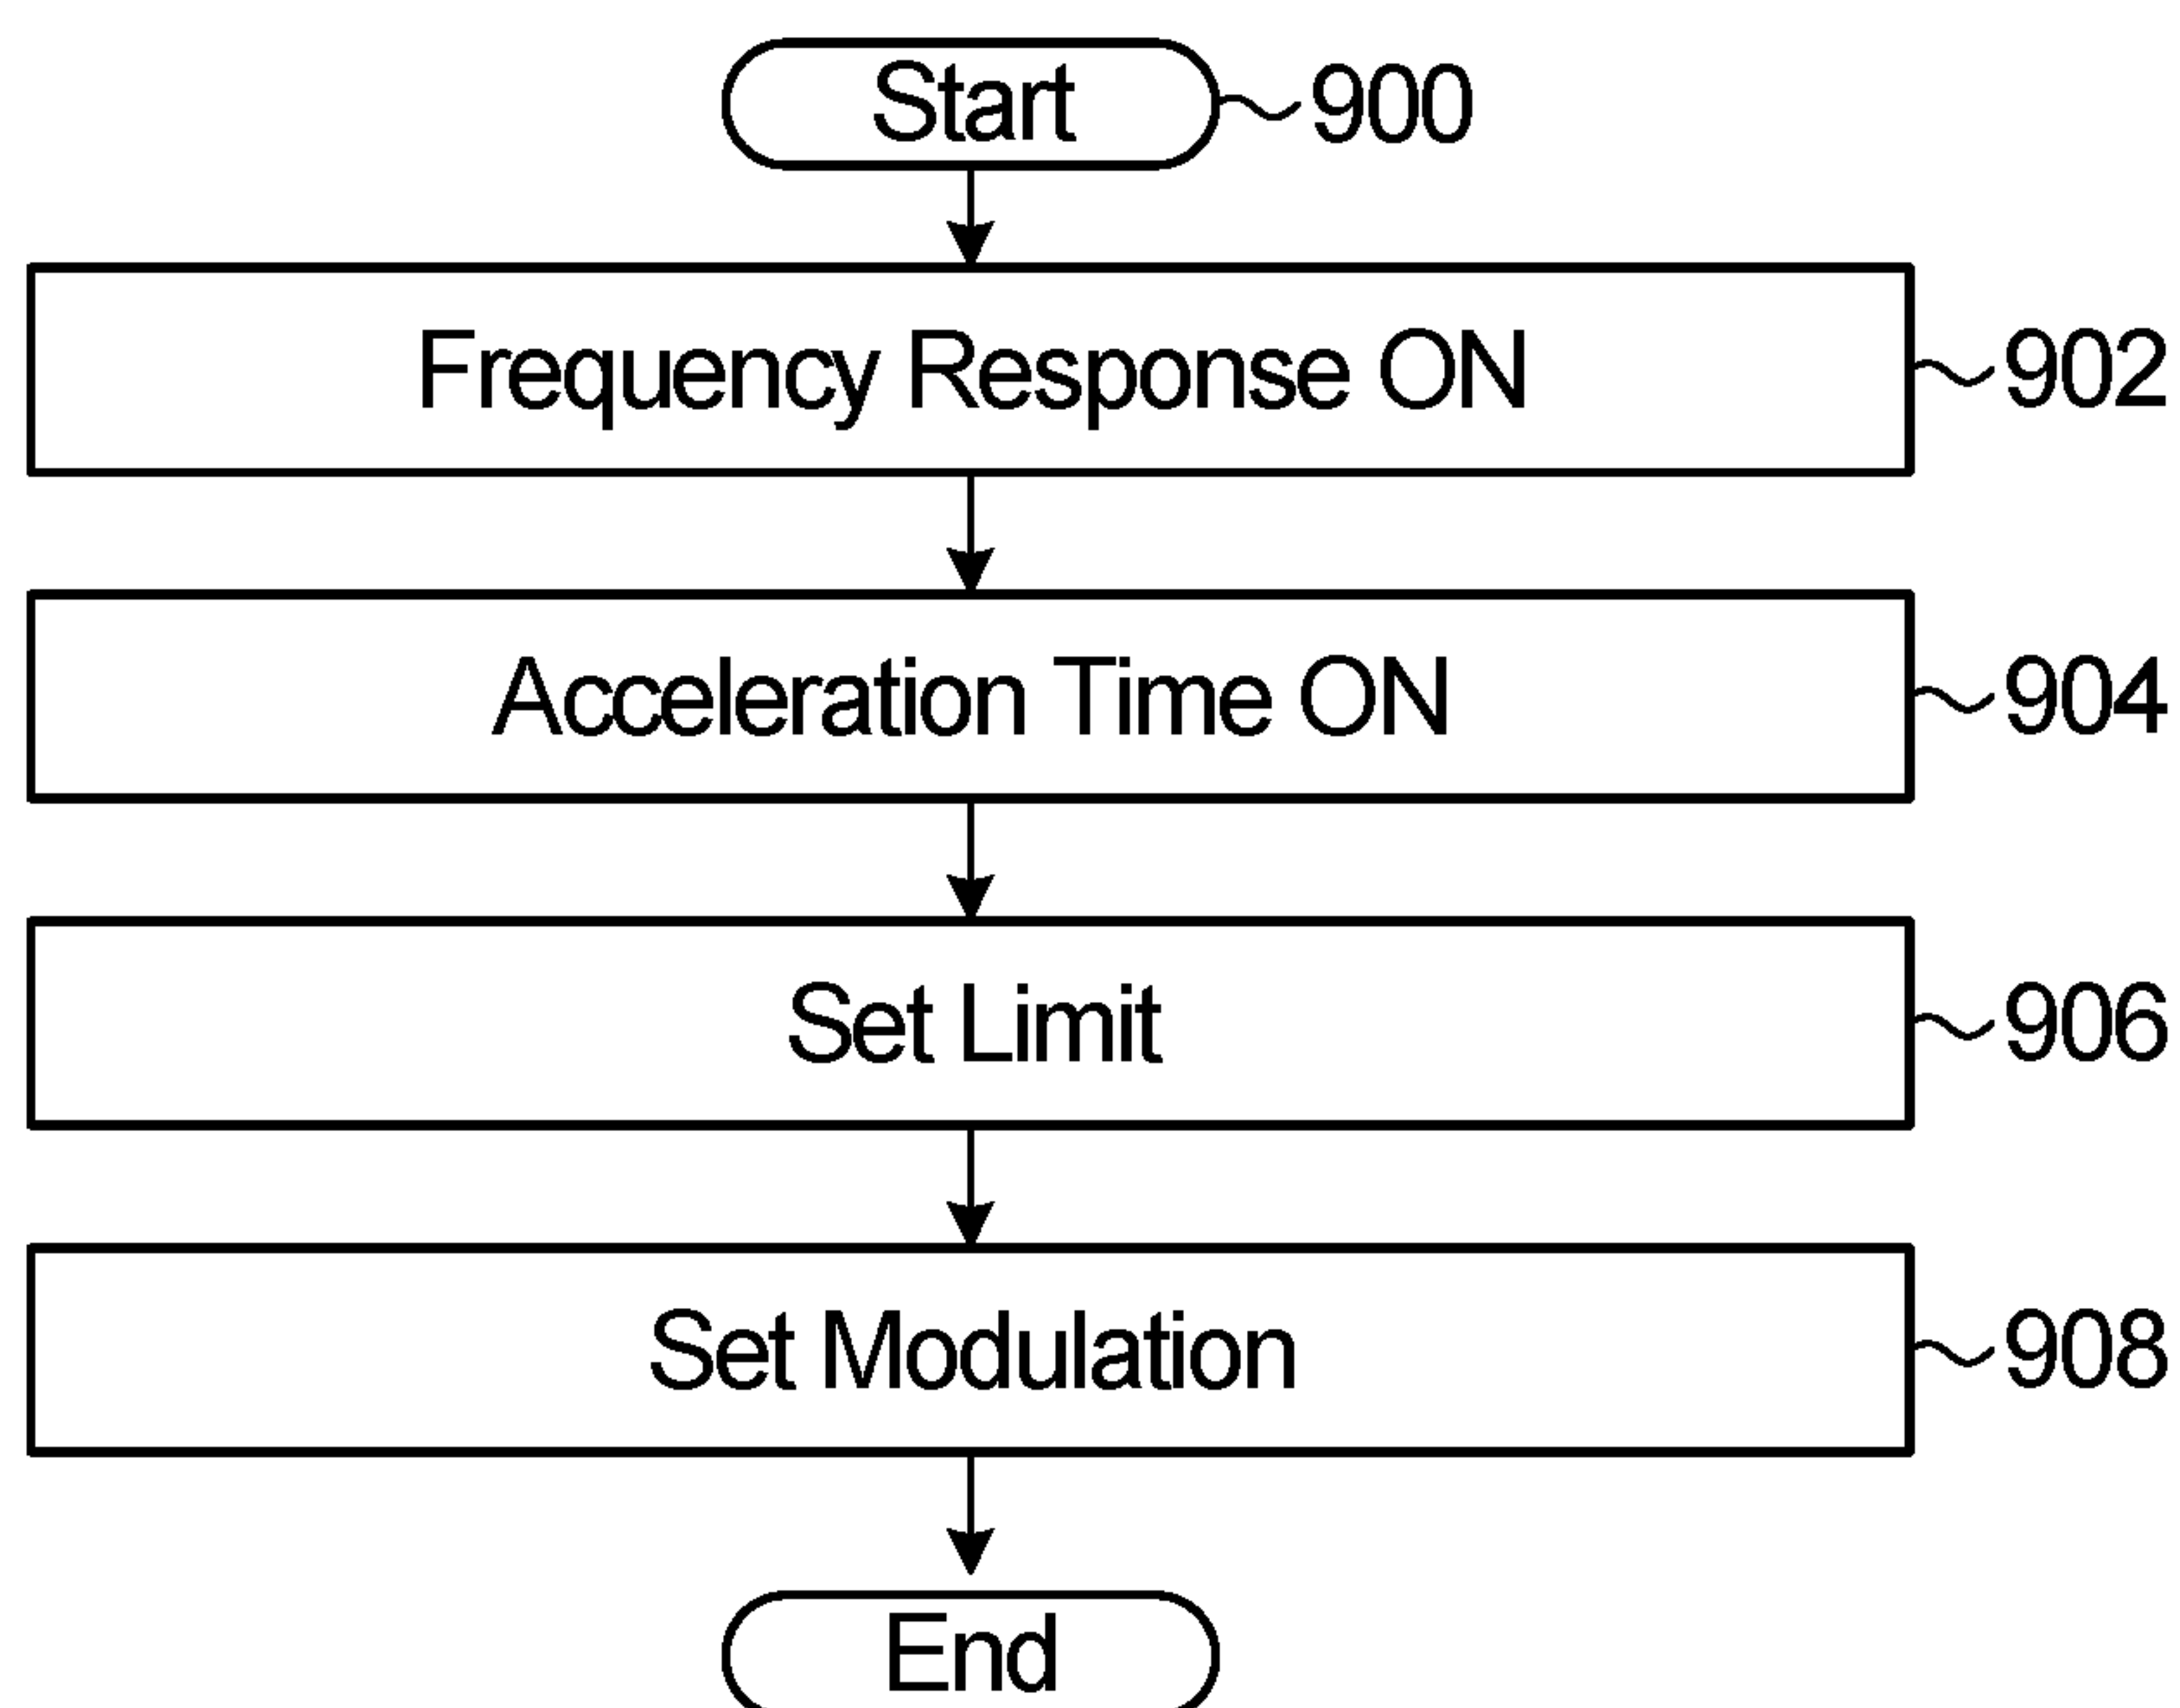 Start 900
Frequency Response ON 902
Acceleration Time ON 904
Set Limit 906
Set Modulation 908
End